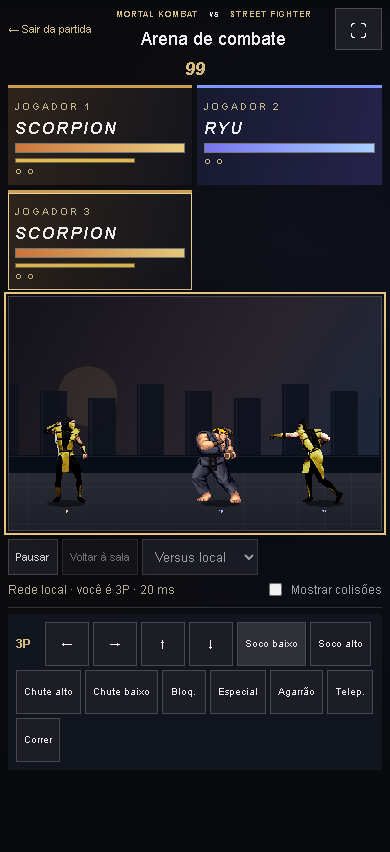 MORTAL KOMBAT VS STREET FIGHTER
← Sair da partida
Arena de combate
99
JOGADOR 1
SCORPION
JOGADOR 2
RYU
JOGADOR 3
SCORPION
Pausar
Voltar à sala
Versus local
Rede local · você é 3P · 20 ms
Mostrar colisões
3P ← → ↑ ↓ Soco baixo Soco alto
Chute alto Chute baixo Bloq. Especial Agarrão Telep.
Correr